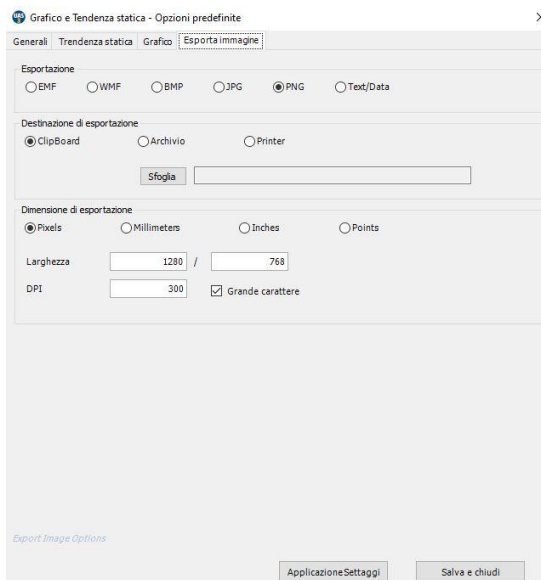 Grafico e Tendenza statica - Opzioni predefinite
Generali Trendenza statica Grafico Esporta immagine
Esportazione
EMF WMF BMP JPG PNG Text/Data
Destinazione di esportazione
ClipBoard Archivio Printer
Sfoglia
Dimensione di esportazione
Pixels Millimeters Inches Points
Larghezza 1280 / 768
DPI 300 Grande carattere
Export Image Options
Applicazione Settaggi Salva e chiudi